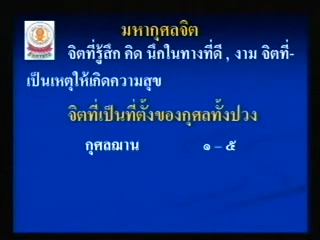 มหากุศลจิต
จิตที่รู้สึก คิด นึกในทางที่ดี , งาม จิตที่-
เป็นเหตุให้เกิดความสุข
จิตที่เป็นที่ตั้งของกุศลทั้งปวง
กุศลฌาน ๑ – ๕